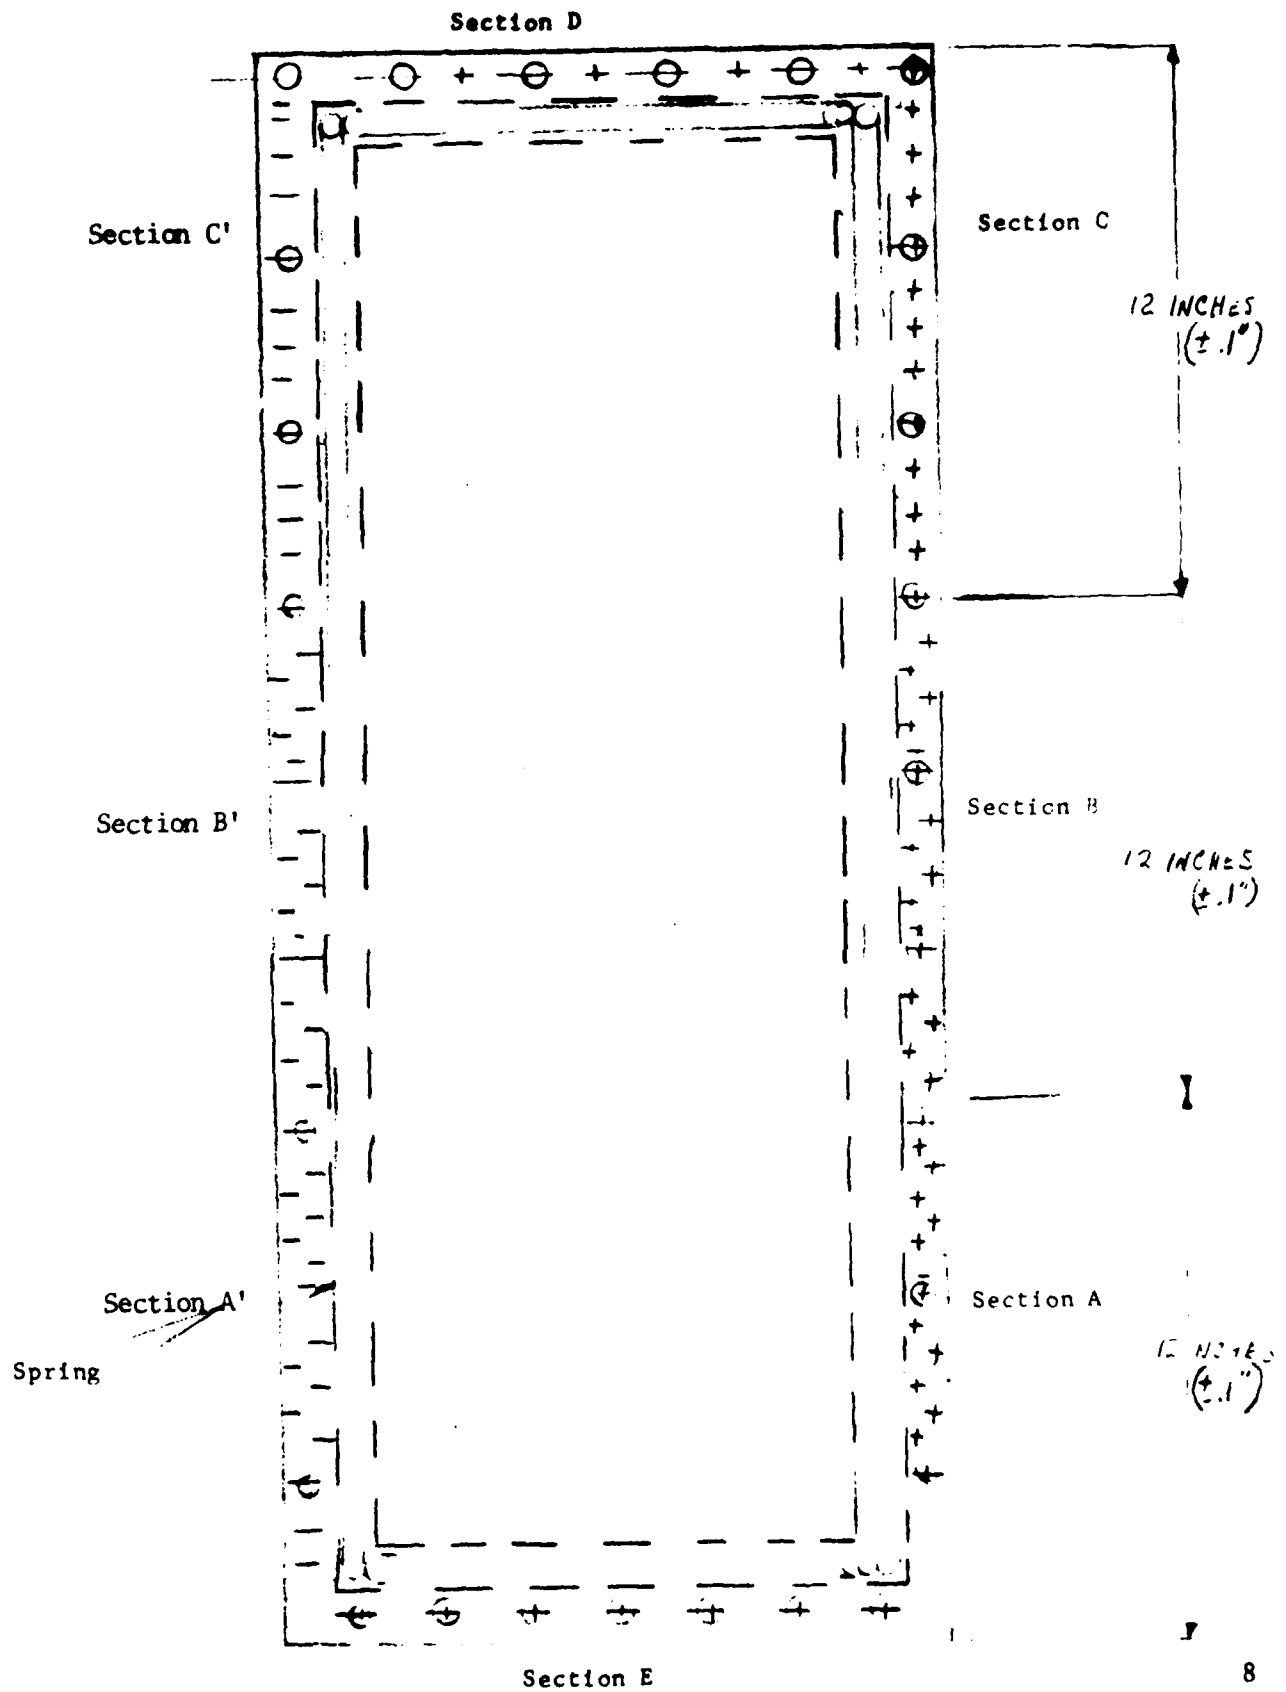 Section D
Section C'
Section C
12 INCHES
(± .1")
Section B'
Section B
12 INCHES
(± .1")
Section A'
Section A
Spring
(± .1")
Section E
8